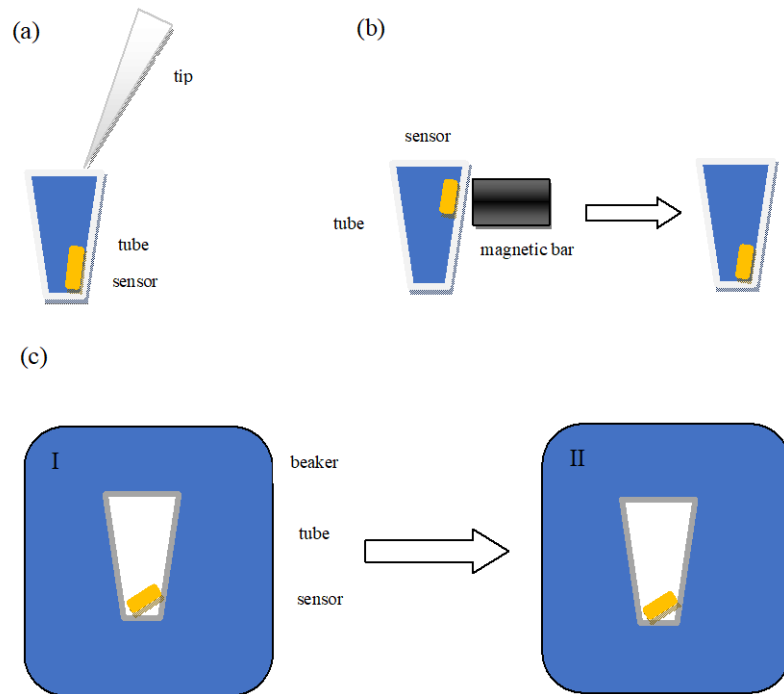 (a)
tip
tube
sensor
(b)
sensor
tube
magnetic bar
(c)
I
beaker
tube
sensor
II